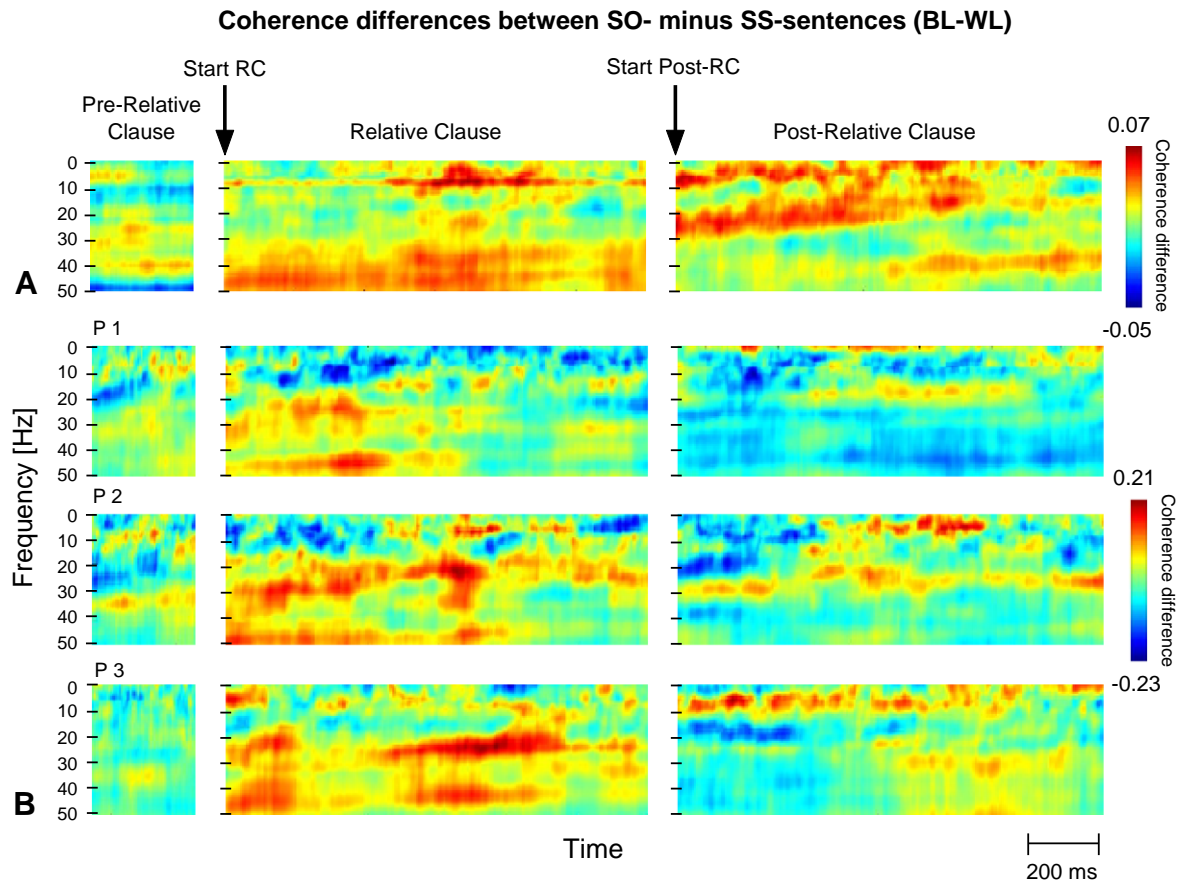 Coherence differences between SO- minus SS-sentences (BL-WL)
Start RC
Start Post-RC
Pre-Relative
Clause
Relative Clause
Post-Relative Clause
0.07
Coherence difference
-0.05
0
10
20
30
40
50
A
P 1
0
10
20
30
40
50
Frequency [Hz]
P 2
0
10
20
30
40
50
0.21
Coherence difference
-0.23
P 3
0
10
20
30
40
50
B
Time
200 ms